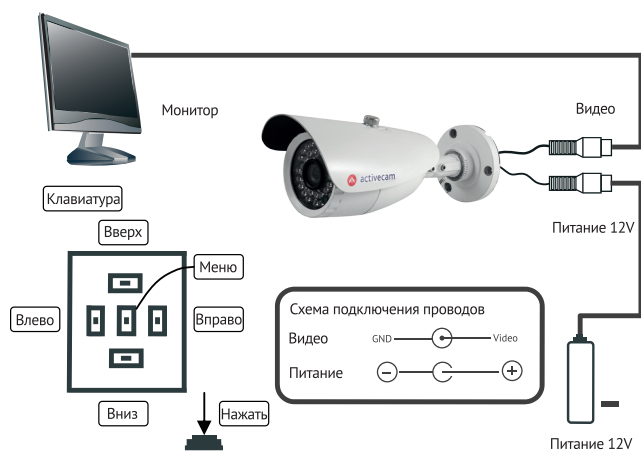 Монитор
Видео
activecam
Клавиатура
Вверх
Питание 12V
Меню
Влево
Вправо
Схема подключения проводов
Видео GND Video
Питание − +
Вниз
Нажать
Питание 12V